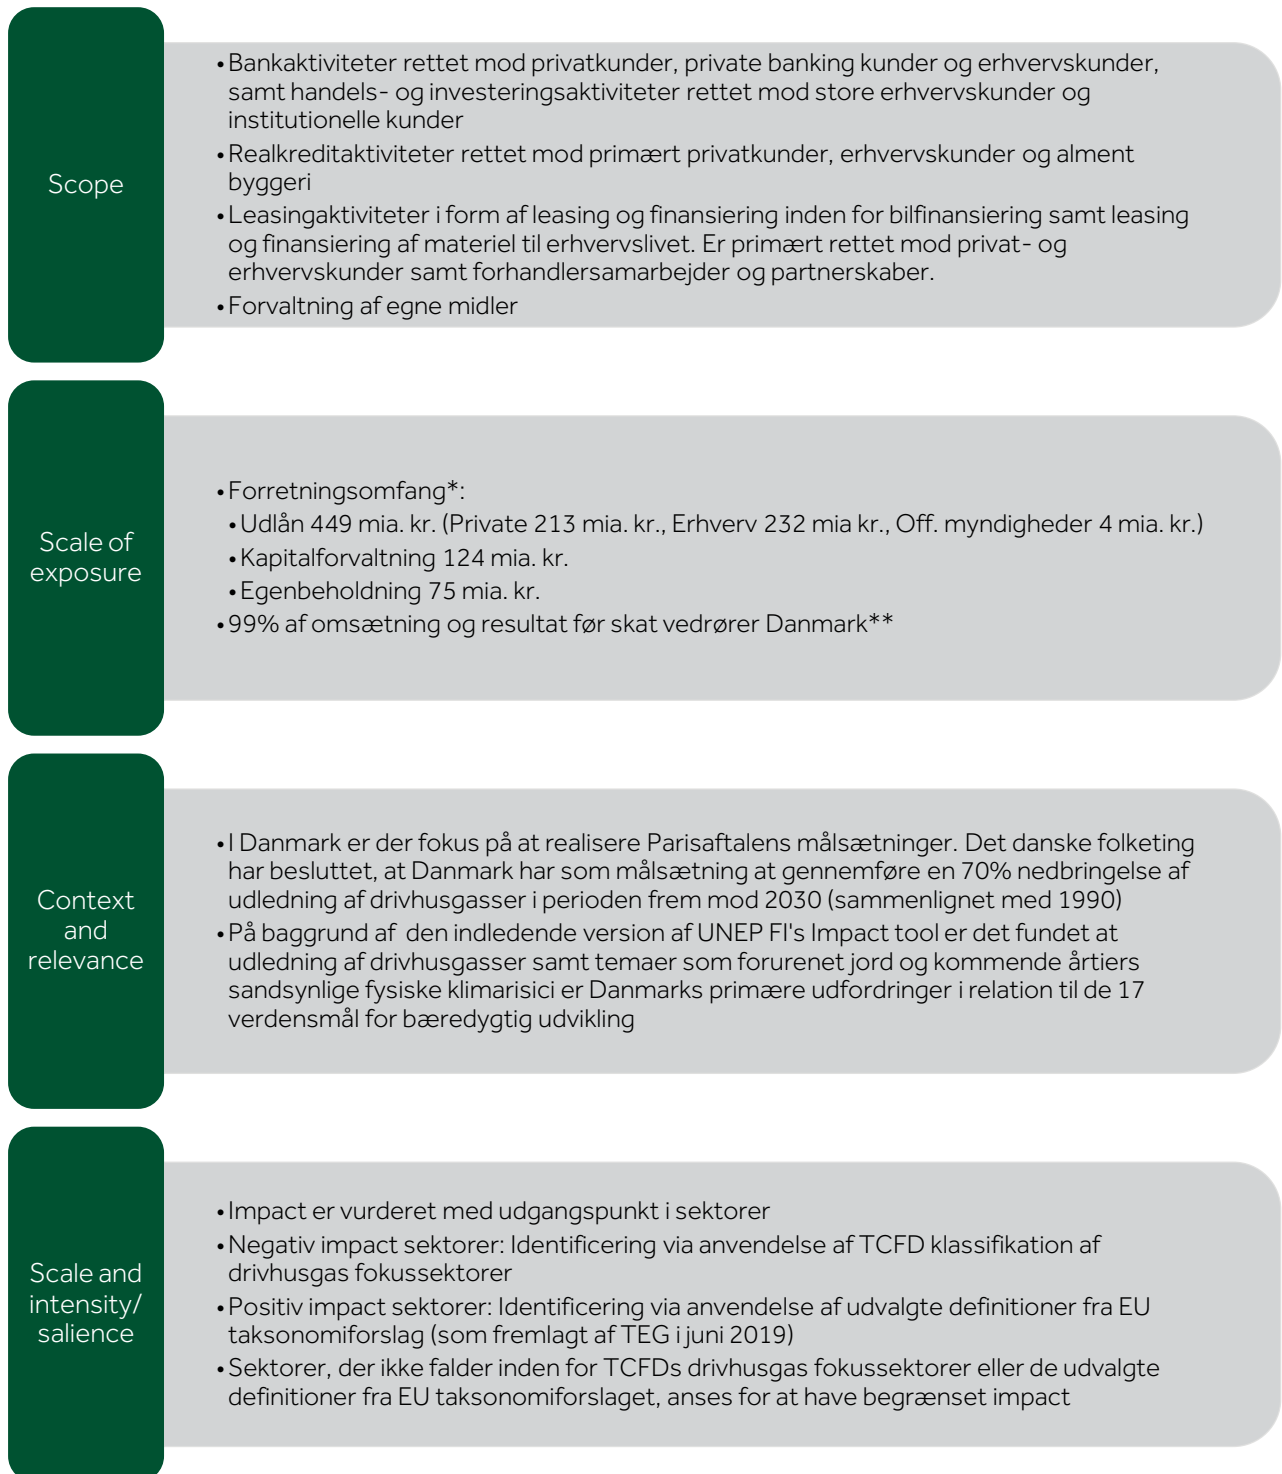 Scope
•Bankaktiviteter rettet mod privatkunder, private banking kunder og erhvervskunder,
samt handels- og investeringsaktiviteter rettet mod store erhvervskunder og
institutionelle kunder
•Realkreditaktiviteter rettet mod primært privatkunder, erhvervskunder og alment
byggeri
•Leasingaktiviteter i form af leasing og finansiering inden for bilfinansiering samt leasing
og finansiering af materiel til erhvervslivet. Er primært rettet mod privat- og
erhvervskunder samt forhandlersamarbejder og partnerskaber.
•Forvaltning af egne midler
Scale of
exposure
•Forretningsomfang*:
•Udlån 449 mia. kr. (Private 213 mia. kr., Erhverv 232 mia kr., Off. myndigheder 4 mia. kr.)
•Kapitalforvaltning 124 mia. kr.
•Egenbeholdning 75 mia. kr.
•99% af omsætning og resultat før skat vedrører Danmark**
Context
and
relevance
•I Danmark er der fokus på at realisere Parisaftalens målsætninger. Det danske folketing
har besluttet, at Danmark har som målsætning at gennemføre en 70% nedbringelse af
udledning af drivhusgasser i perioden frem mod 2030 (sammenlignet med 1990)
•På baggrund af den indledende version af UNEP FI's Impact tool er det fundet at
udledning af drivhusgasser samt temaer som forurenet jord og kommende årtiers
sandsynlige fysiske klimarisici er Danmarks primære udfordringer i relation til de 17
verdensmål for bæredygtig udvikling
Scale and
intensity/
salience
•Impact er vurderet med udgangspunkt i sektorer
•Negativ impact sektorer: Identificering via anvendelse af TCFD klassifikation af
drivhusgas fokussektorer
•Positiv impact sektorer: Identificering via anvendelse af udvalgte definitioner fra EU
taksonomiforslag (som fremlagt af TEG i juni 2019)
•Sektorer, der ikke falder inden for TCFDs drivhusgas fokussektorer eller de udvalgte
definitioner fra EU taksonomiforslaget, anses for at have begrænset impact